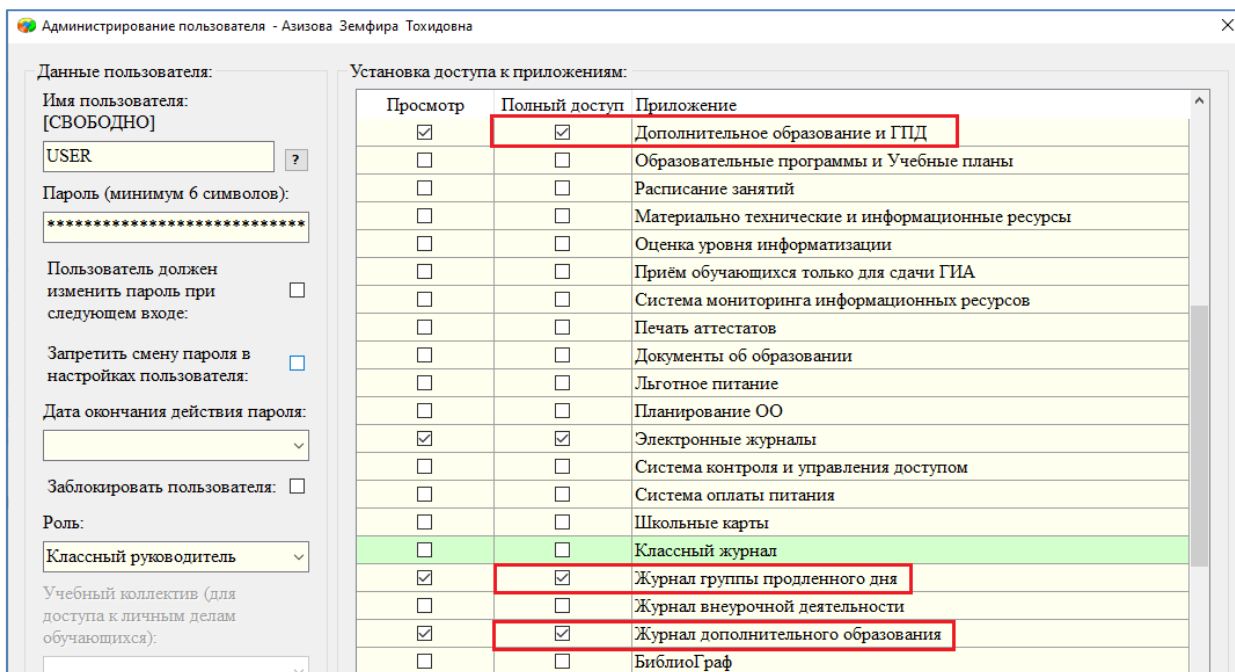 Администрирование пользователя - Азизова Земфира Тохидовна
Данные пользователя:
Имя пользователя:
[СВОБОДНО]
USER
?
Пароль (минимум 6 символов):
****************************
Пользователь должен
изменить пароль при
следующем входе:
Запретить смену пароля в
настройках пользователя:
Дата окончания действия пароля:
Заблокировать пользователя:
Роль:
Классный руководитель
Учебный коллектив (для
доступа к личным делам
обучающихся):
Установка доступа к приложениям:
Просмотр Полный доступ Приложение
Дополнительное образование и ГПД
Образовательные программы и Учебные планы
Расписание занятий
Материально технические и информационные ресурсы
Оценка уровня информатизации
Приём обучающихся только для сдачи ГИА
Система мониторинга информационных ресурсов
Печать аттестатов
Документы об образовании
Льготное питание
Планирование ОО
Электронные журналы
Система контроля и управления доступом
Система оплаты питания
Школьные карты
Классный журнал
Журнал группы продленного дня
Журнал внеурочной деятельности
Журнал дополнительного образования
БиблиоГраф